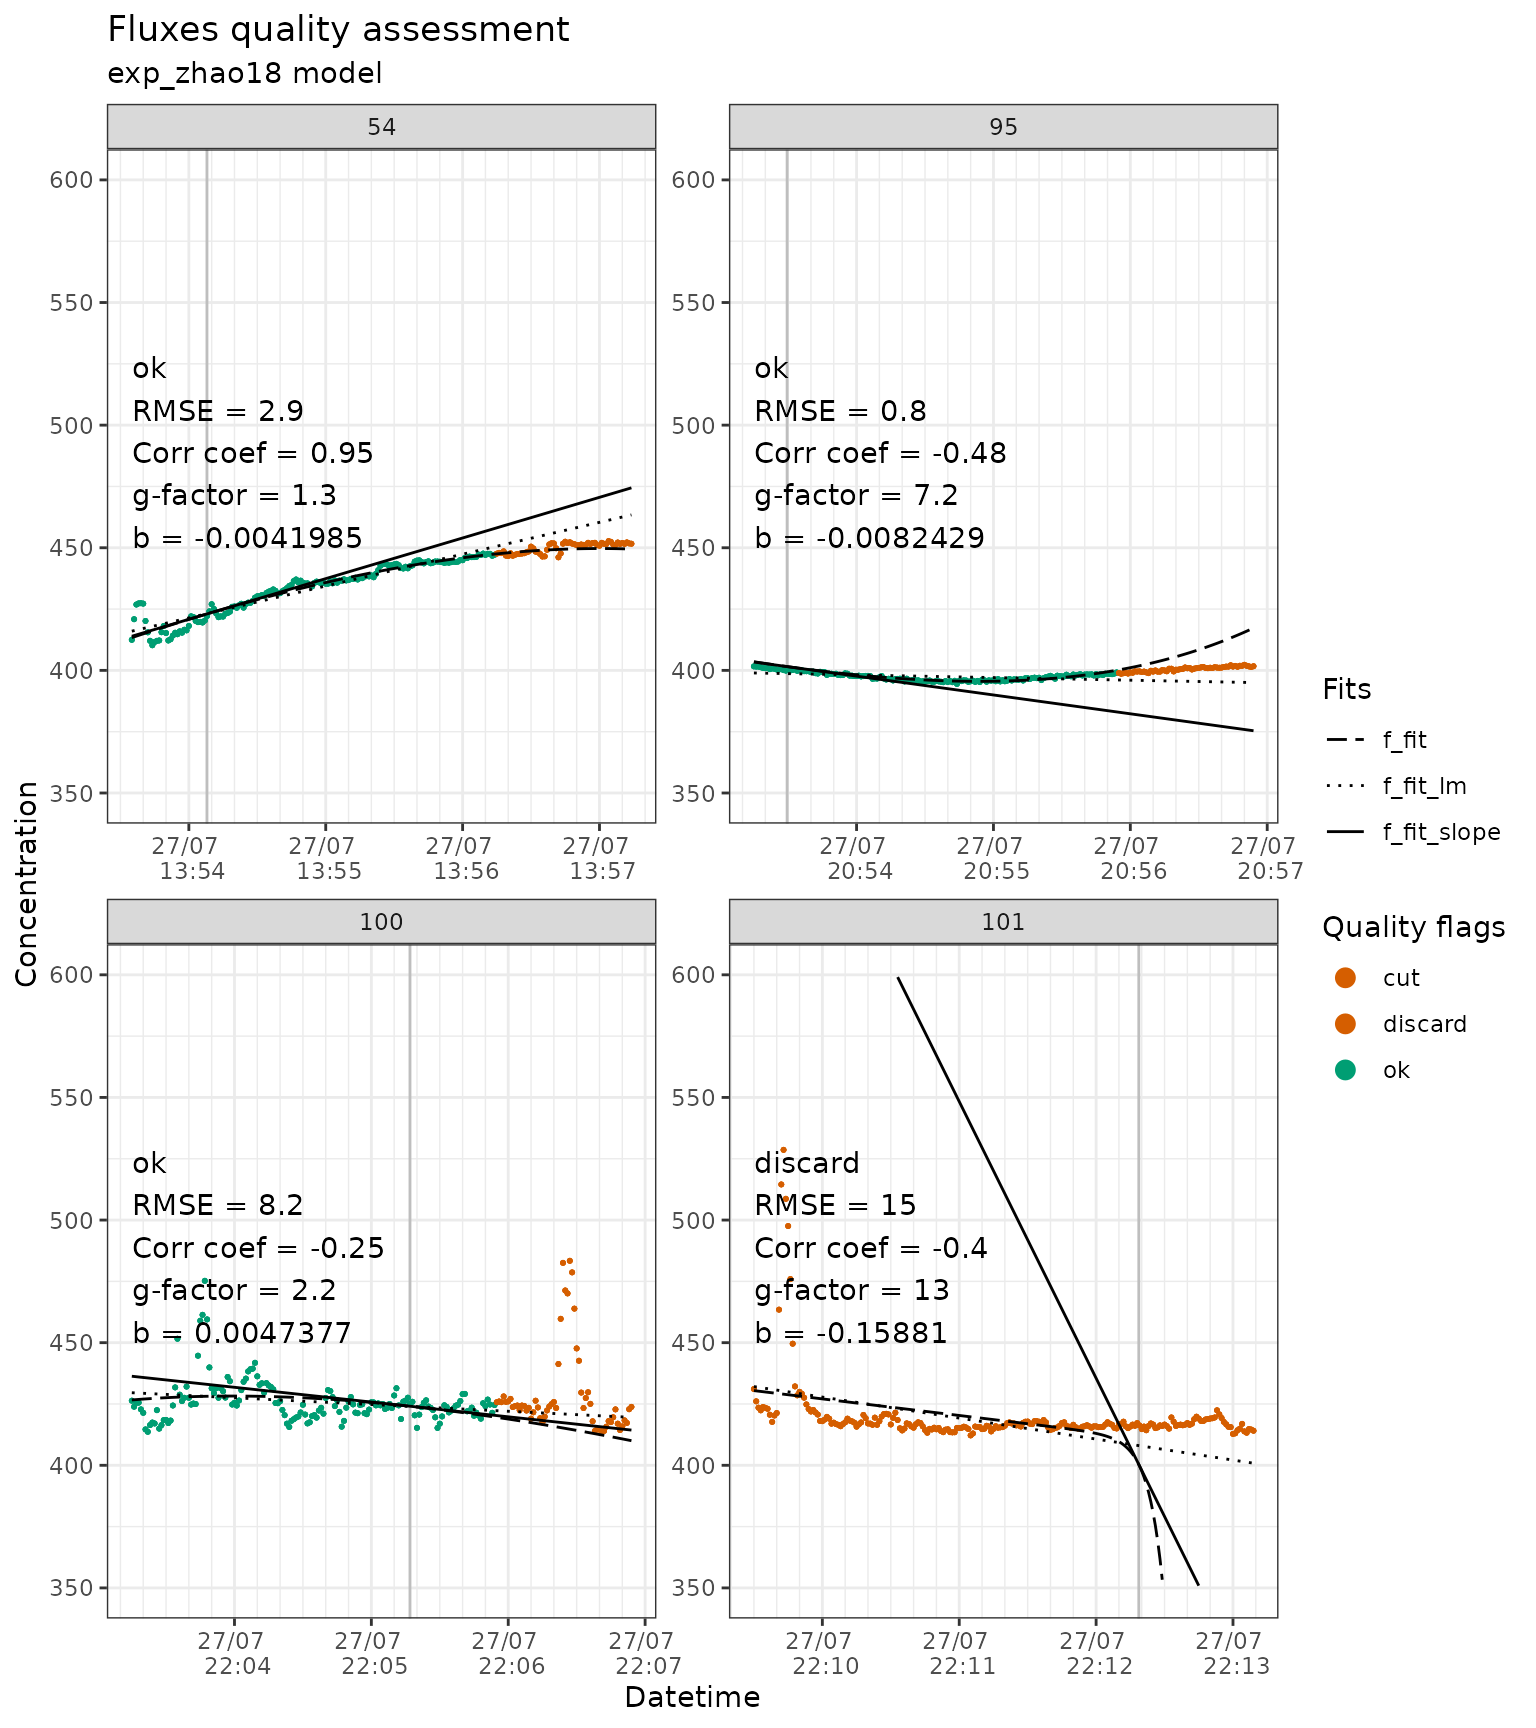 Fluxes quality assessment
exp_zhao18 model
54
600
550
500
450
400
350
ok
RMSE = 2.9
Corr coef = 0.95
g-factor = 1.3
b = -0.0041985
27/07 27/07 27/07 27/07
13:54 13:55 13:56 13:57
95
600
550
500
450
400
350
ok
RMSE = 0.8
Corr coef = -0.48
g-factor = 7.2
b = -0.0082429
27/07 27/07 27/07 27/07
20:54 20:55 20:56 20:57
Concentration
100
600
550
500
450
400
350
ok
RMSE = 8.2
Corr coef = -0.25
g-factor = 2.2
b = 0.0047377
27/07 27/07 27/07 27/07
22:04 22:05 22:06 22:07
101
600
550
500
450
400
350
discard
RMSE = 15
Corr coef = -0.4
g-factor = 13
b = -0.15881
27/07 27/07 27/07 27/07
22:10 22:11 22:12 22:13
Datetime
Fits
f_fit
f_fit_lm
f_fit_slope
Quality flags
cut
discard
ok